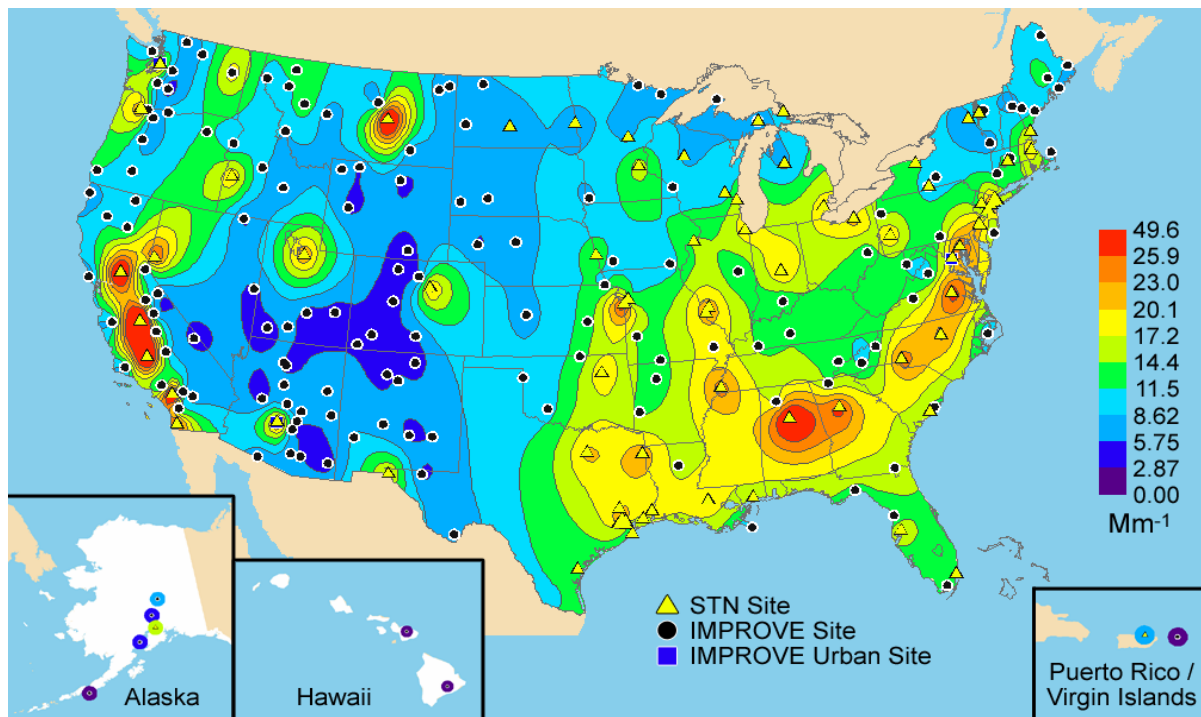 49.6
25.9
23.0
20.1
17.2
14.4
11.5
8.62
5.75
2.87
0.00
Mm-1
STN Site
IMPROVE Site
IMPROVE Urban Site
Alaska
Hawaii
Puerto Rico /
Virgin Islands